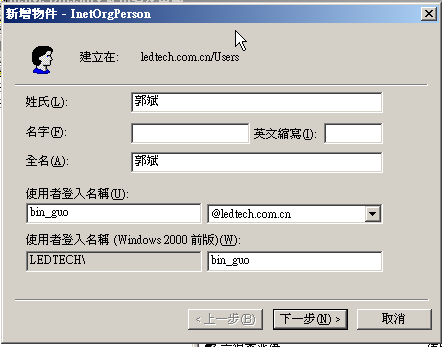 新增物件 - InetOrgPerson
建立在: ledtech.com.cn/Users
姓氏(L): 郭斌
名字(F): 英文縮寫(I):
全名(A): 郭斌
使用者登入名稱(U):
bin_guo @ledtech.com.cn
使用者登入名稱 (Windows 2000 前版)(W):
LEDTECH\ bin_guo
< 上一步(B) 下一步(N) > 取消